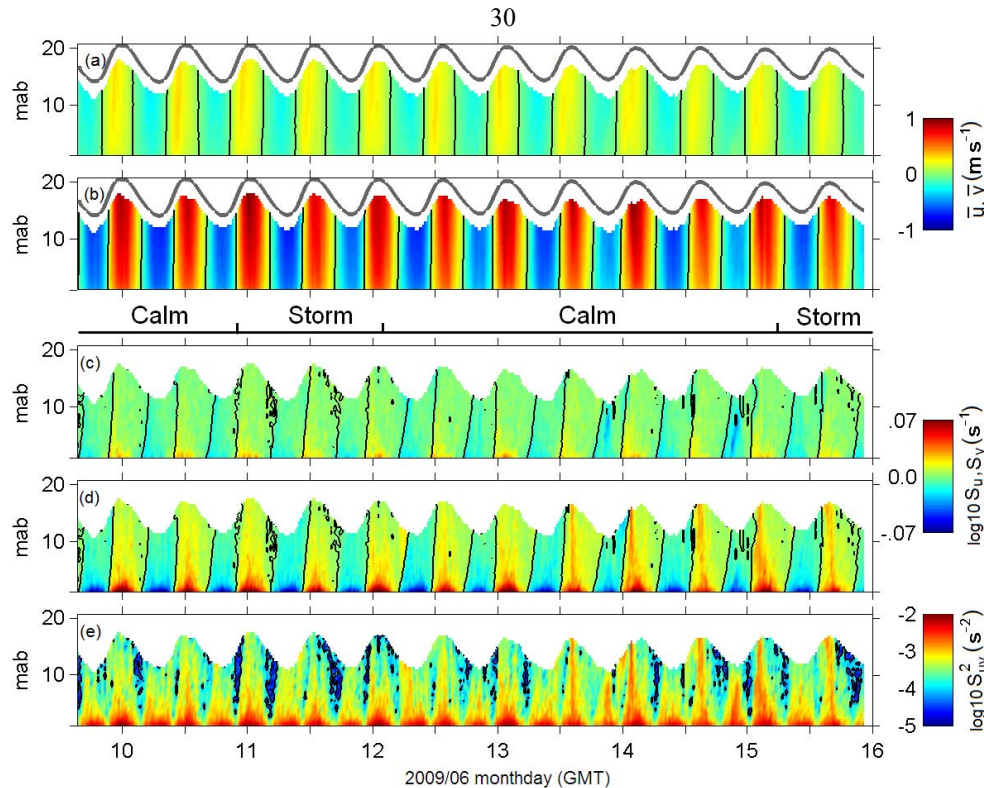 30
20
10
mab
(a)
20
10
mab
(b)
1
0
-1
u̅, v̅ (m s⁻¹)
Calm Storm Calm Storm
20
10
mab
(c)
20
10
mab
(d)
.07
0.0
-.07
log10 Sᵤ, Sᵥ (s⁻¹)
20
10
mab
(e)
-2
-3
-4
-5
log10 S²ᵤᵥ (s⁻²)
10 11 12 13 14 15 16
2009/06 monthday (GMT)